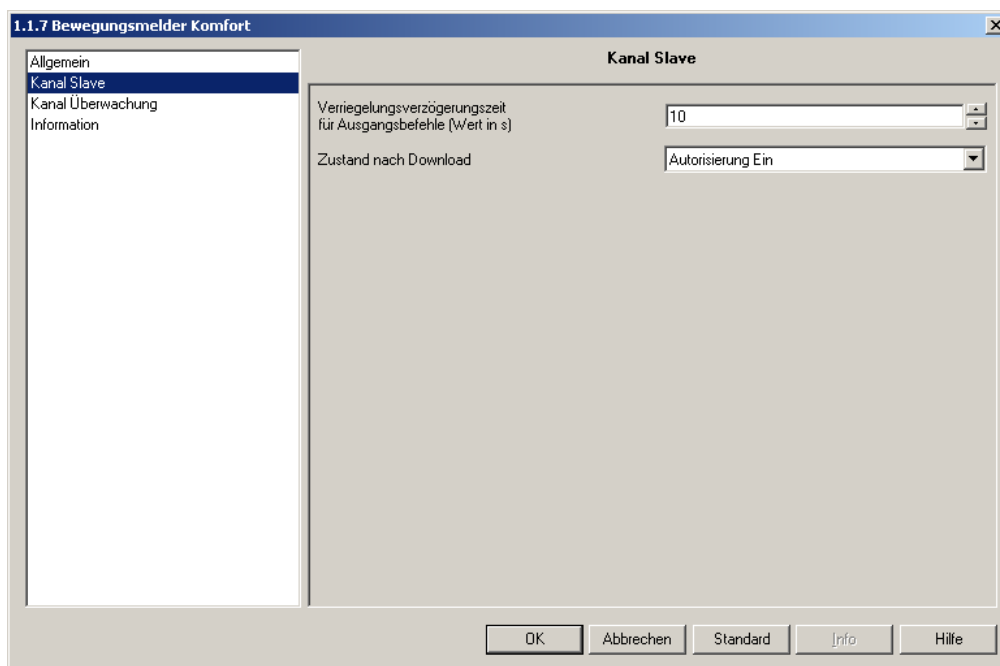 1.1.7 Bewegungsmelder Komfort
Allgemein
Kanal Slave
Kanal Überwachung
Information
Kanal Slave
Verriegelungsverzögerungszeit
für Ausgangsbefehle (Wert in s)
10
Zustand nach Download
Autorisierung Ein
OK
Abbrechen
Standard
Info
Hilfe